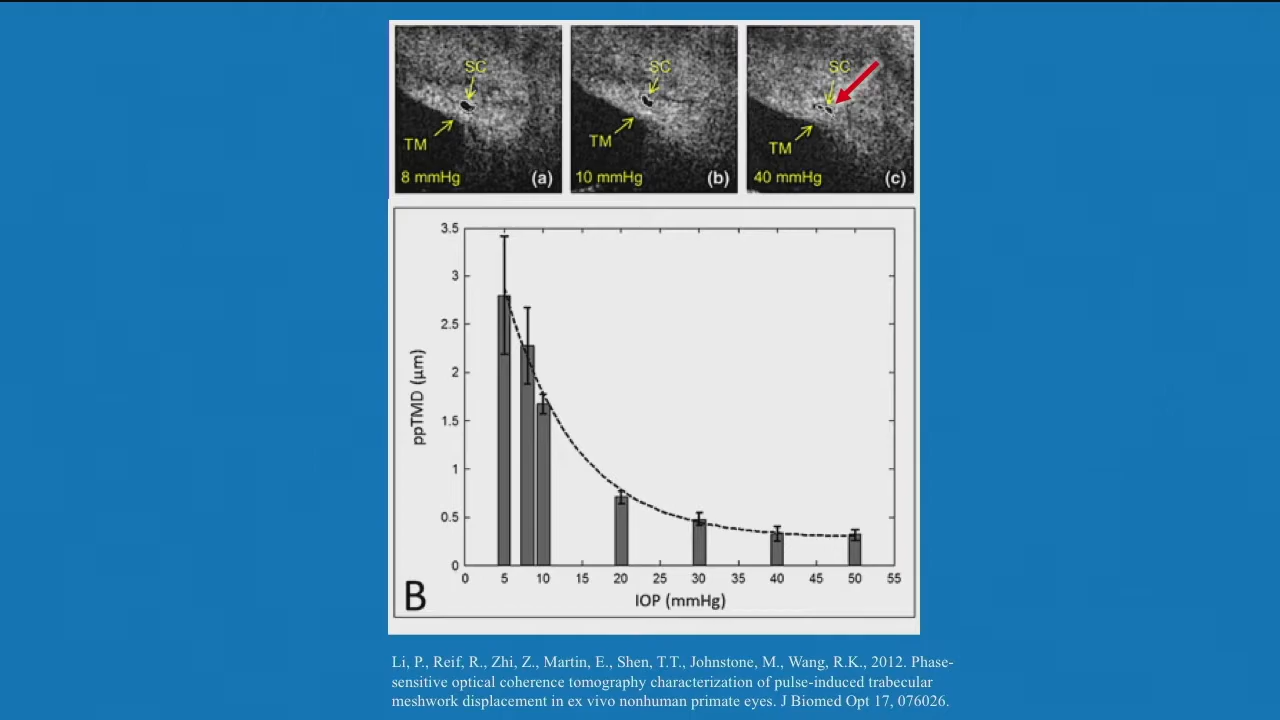 SC
TM
8 mmHg
(a)
SC
TM
10 mmHg
(b)
SC
TM
40 mmHg
(c)
3.5
3
2.5
2
1.5
1
0.5
0
ppTMD (µm)
0 5 10 15 20 25 30 35 40 45 50 55
IOP (mmHg)
B
Li, P., Reif, R., Zhi, Z., Martin, E., Shen, T.T., Johnstone, M., Wang, R.K., 2012. Phase-
sensitive optical coherence tomography characterization of pulse-induced trabecular
meshwork displacement in ex vivo nonhuman primate eyes. J Biomed Opt 17, 076026.